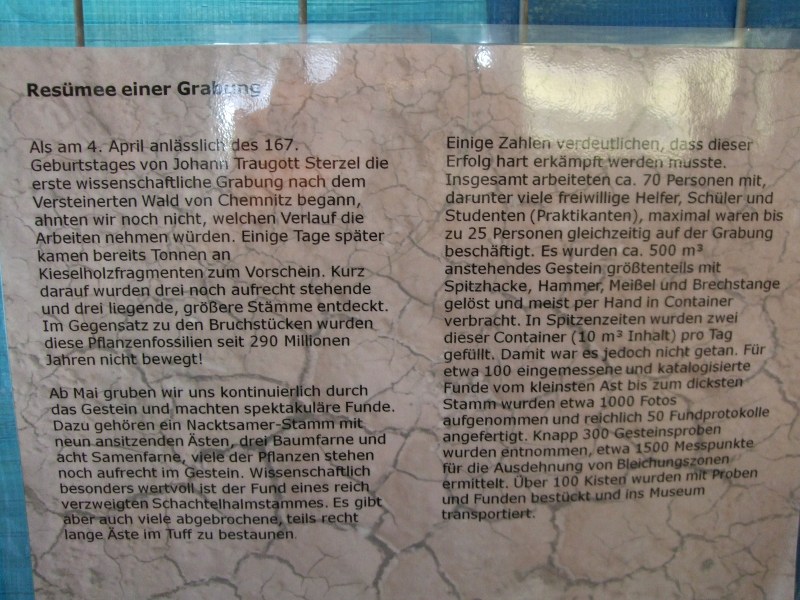 Resümee einer Grabung
Als am 4. April anlässlich des 167.
Geburtstages von Johann Traugott Sterzel die
erste wissenschaftliche Grabung nach dem
Versteinerten Wald von Chemnitz begann,
ahnten wir noch nicht, welchen Verlauf die
Arbeiten nehmen würden. Einige Tage später
kamen bereits Tonnen an
Kieselholzfragmenten zum Vorschein. Kurz
darauf wurden drei noch aufrecht stehende
und drei liegende, größere Stämme entdeckt.
Im Gegensatz zu den Bruchstücken wurden
diese Pflanzenfossilien seit 290 Millionen
Jahren nicht bewegt!
Ab Mai gruben wir uns kontinuierlich durch
das Gestein und machten spektakuläre Funde.
Dazu gehören ein Nacktsamer-Stamm mit
neun ansitzenden Ästen, drei Baumfarne und
acht Samenfarne, viele der Pflanzen stehen
noch aufrecht im Gestein. Wissenschaftlich
besonders wertvoll ist der Fund eines reich
verzweigten Schachtelhalmstammes. Es gibt
aber auch viele abgebrochene, teils recht
lange Äste im Tuff zu bestaunen.
Einige Zahlen verdeutlichen, dass dieser
Erfolg hart erkämpft werden musste.
Insgesamt arbeiteten ca. 70 Personen mit,
darunter viele freiwillige Helfer, Schüler und
Studenten (Praktikanten), maximal waren bis
zu 25 Personen gleichzeitig auf der Grabung
beschäftigt. Es wurden ca. 500 m³
anstehendes Gestein größtenteils mit
Spitzhacke, Hammer, Meißel und Brechstange
gelöst und meist per Hand in Container
verbracht. In Spitzenzeiten wurden zwei
dieser Container (10 m³ Inhalt) pro Tag
gefüllt. Damit war es jedoch nicht getan. Für
etwa 100 eingemessene und katalogisierte
Funde vom kleinsten Ast bis zum dicksten
Stamm wurden etwa 1000 Fotos
aufgenommen und reichlich 50 Fundprotokolle
angefertigt. Knapp 300 Gesteinsproben
wurden entnommen, etwa 1500 Messpunkte
für die Ausdehnung von Bleichungszonen
ermittelt. Über 100 Kisten wurden mit Proben
und Funden bestückt und ins Museum
transportiert.